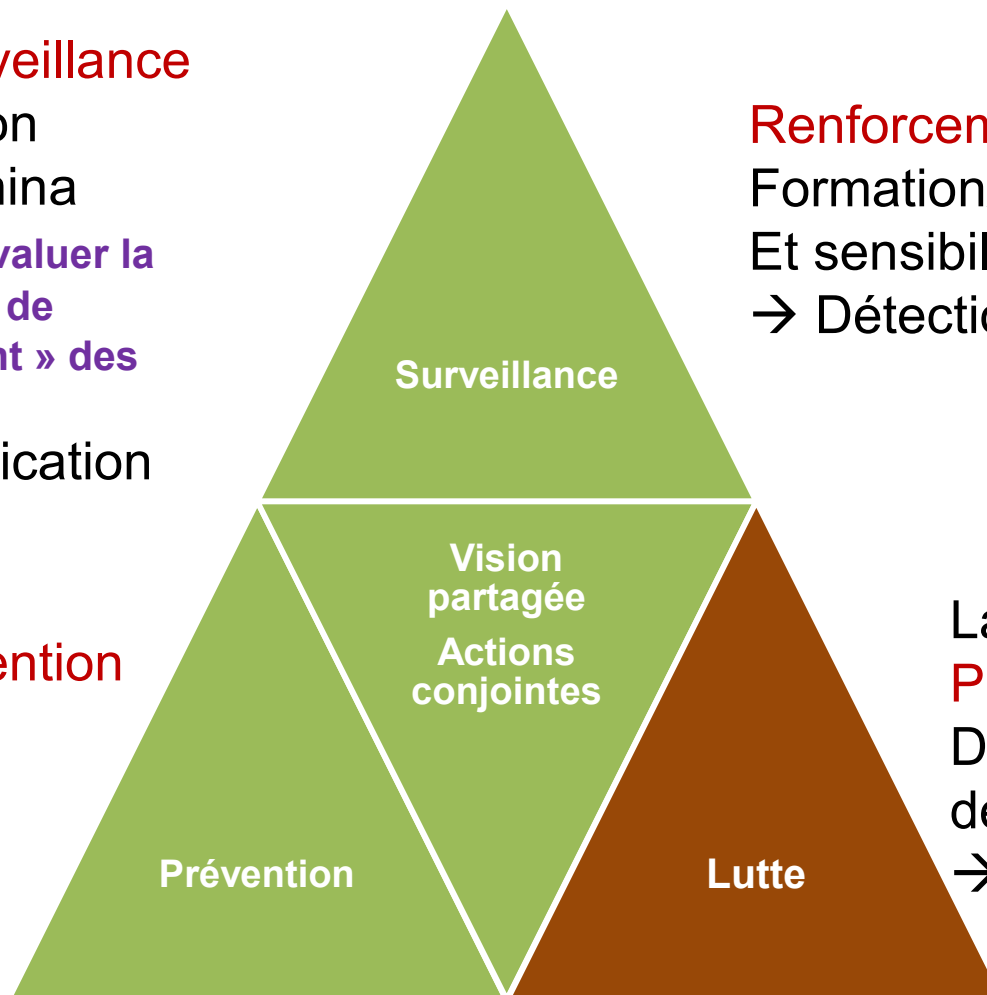 veillance
on
nina
valuer la
de
nt » des
ication
ention
Surveillance
Vision
partagée
Actions
conjointes
Prévention
Lutte
Renforcem
Formation
Et sensibil
→ Détectio
La
P
D
de
→